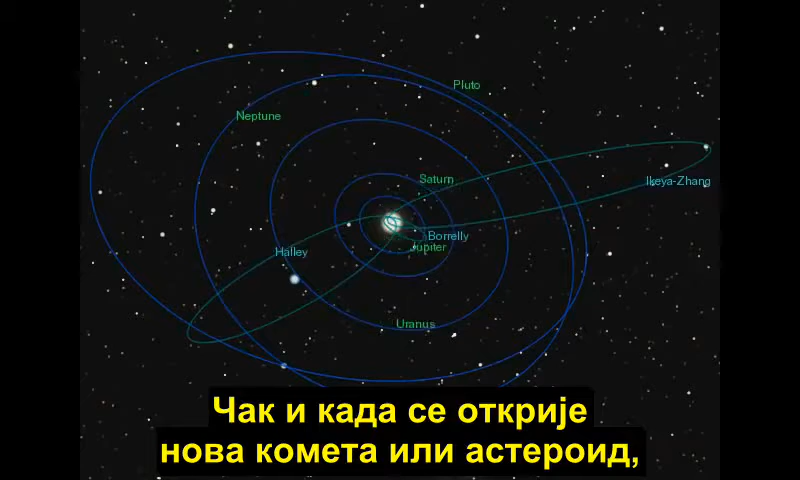 Pluto
Neptune
Saturn
Ikeya-Zhang
Borrelly
Jupiter
Halley
Uranus
Чак и када се открије
нова комета или астероид,